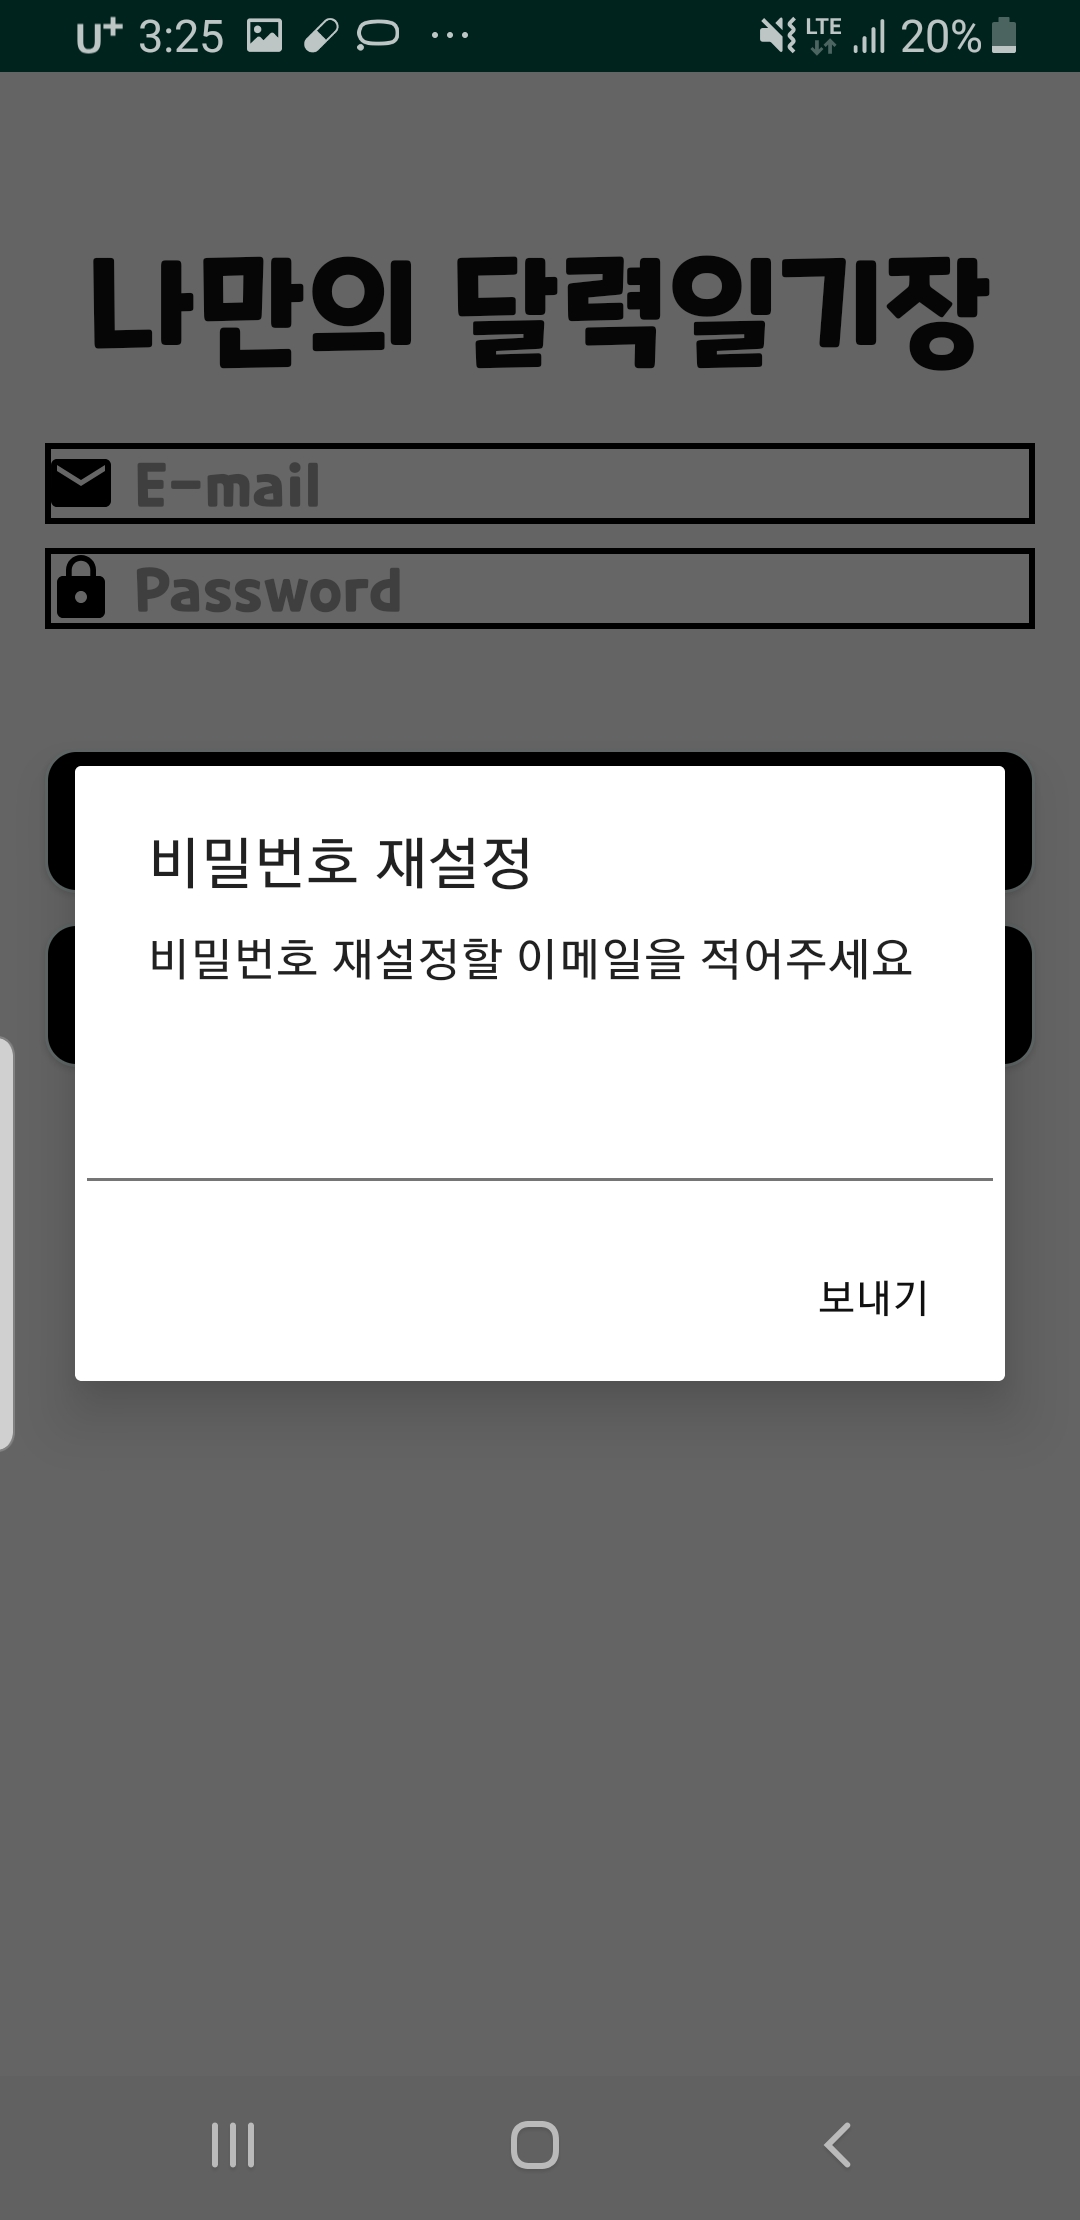 U+ 3:25 LTE 20%
나만의 달력일기장
E-mail
Password
비밀번호 재설정
비밀번호 재설정할 이메일을 적어주세요
보내기